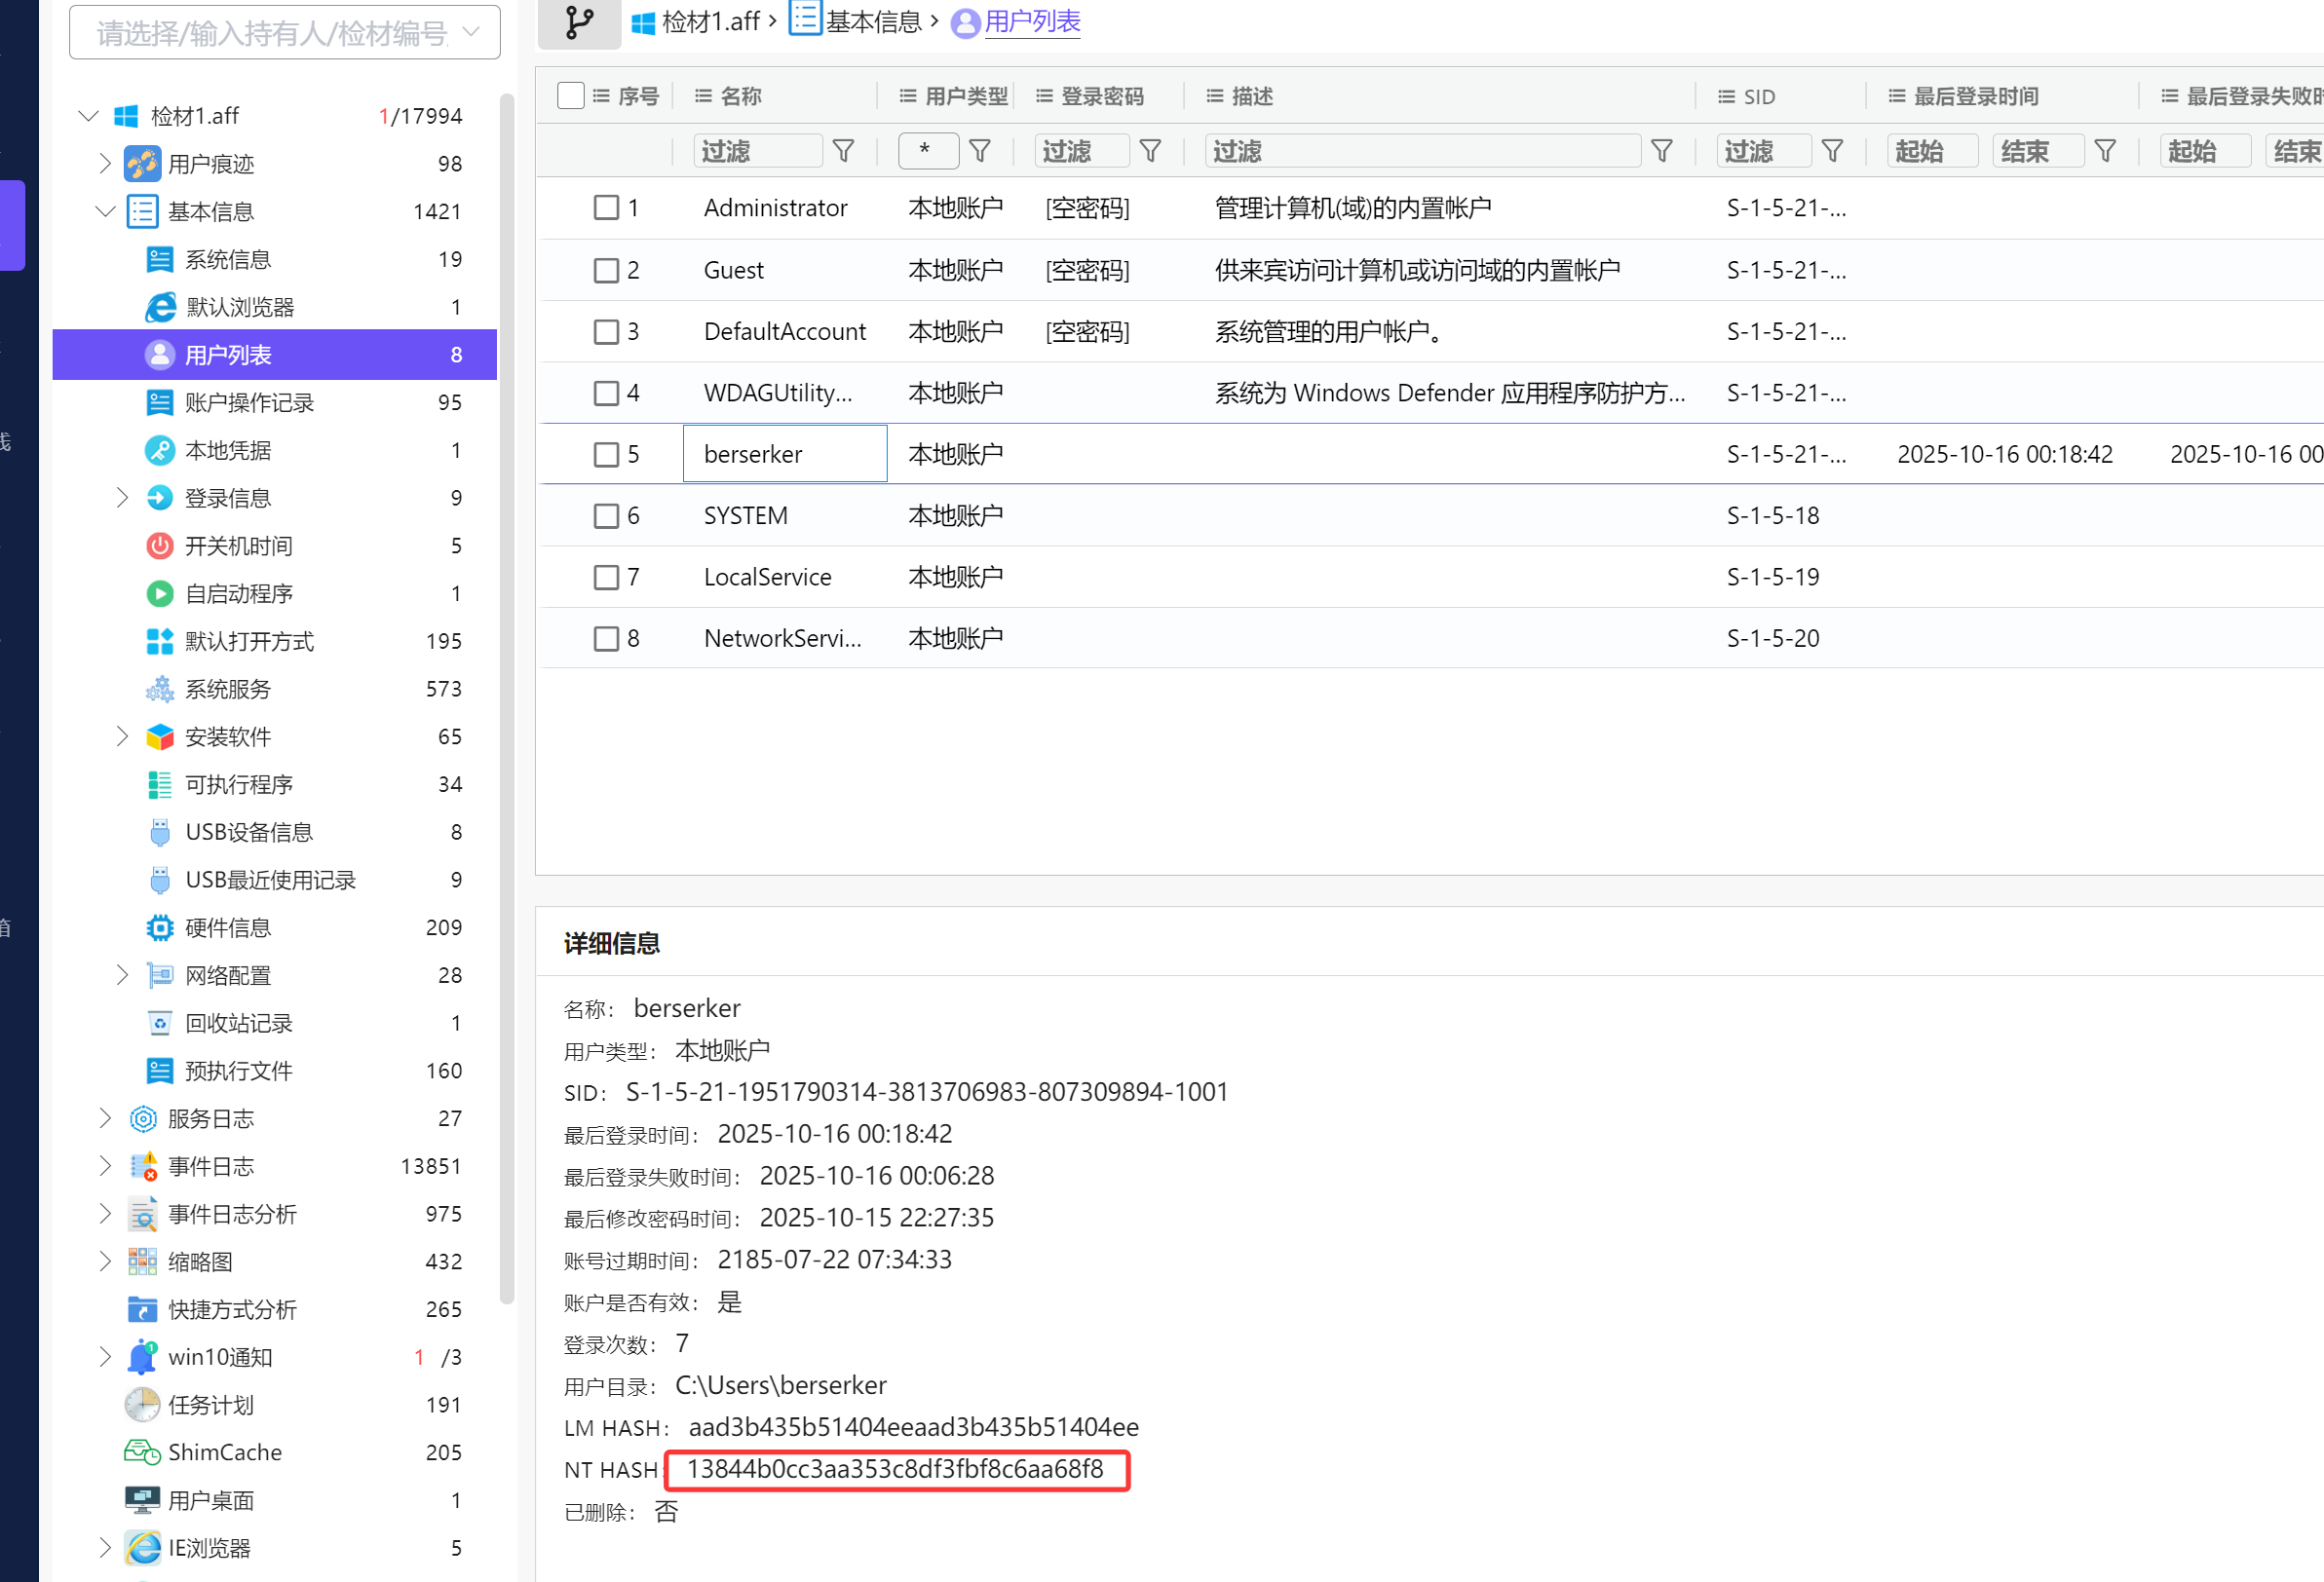 请选择/输入持有人/检材编号
检材1.aff 1/17994
用户痕迹 98
基本信息 1421
系统信息 19
默认浏览器 1
用户列表 8
账户操作记录 95
本地凭据 1
登录信息 9
开关机时间 5
自启动程序 1
默认打开方式 195
系统服务 573
安装软件 65
可执行程序 34
USB设备信息 8
USB最近使用记录 9
硬件信息 209
网络配置 28
回收站记录 1
预执行文件 160
服务日志 27
事件日志 13851
事件日志分析 975
缩略图 432
快捷方式分析 265
win10通知 1 /3
任务计划 191
ShimCache 205
用户桌面 1
IE浏览器 5
检材1.aff › 基本信息 › 用户列表
序号 名称 用户类型 登录密码 描述 SID 最后登录时间 最后登录失败时
过滤 * 过滤 过滤 过滤 起始 结束 起始 结束
1 Administrator 本地账户 [空密码] 管理计算机(域)的内置帐户 S-1-5-21-...
2 Guest 本地账户 [空密码] 供来宾访问计算机或访问域的内置帐户 S-1-5-21-...
3 DefaultAccount 本地账户 [空密码] 系统管理的用户帐户。 S-1-5-21-...
4 WDAGUtility... 本地账户 系统为 Windows Defender 应用程序防护方... S-1-5-21-...
5 berserker 本地账户 S-1-5-21-... 2025-10-16 00:18:42 2025-10-16 00
6 SYSTEM 本地账户 S-1-5-18
7 LocalService 本地账户 S-1-5-19
8 NetworkServi... 本地账户 S-1-5-20
详细信息
名称： berserker
用户类型： 本地账户
SID： S-1-5-21-1951790314-3813706983-807309894-1001
最后登录时间： 2025-10-16 00:18:42
最后登录失败时间： 2025-10-16 00:06:28
最后修改密码时间： 2025-10-15 22:27:35
账号过期时间： 2185-07-22 07:34:33
账户是否有效： 是
登录次数： 7
用户目录： C:\Users\berserker
LM HASH： aad3b435b51404eeaad3b435b51404ee
NT HASH： 13844b0cc3aa353c8df3fbf8c6aa68f8
已删除： 否